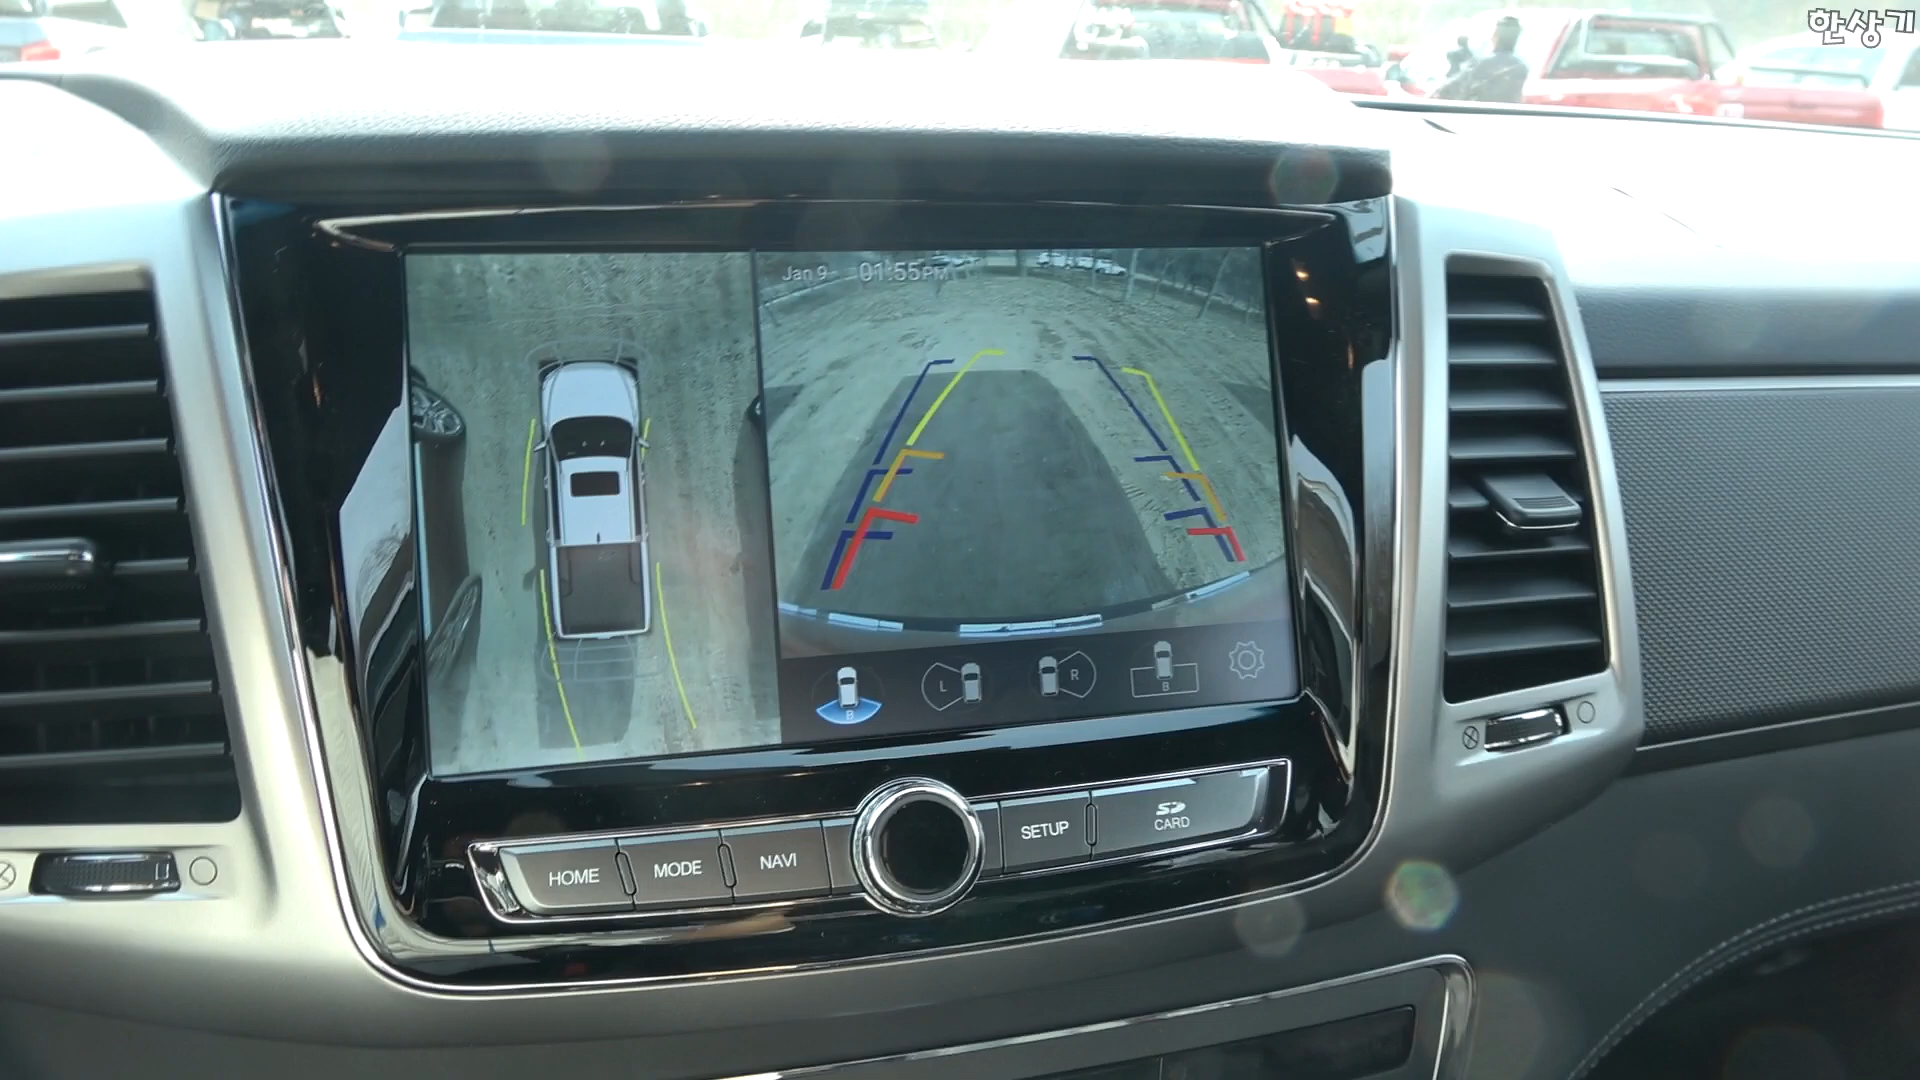 한상기
Jan 9 01:55PM
B
L
R
B
HOME
MODE
NAVI
SETUP
SD
CARD